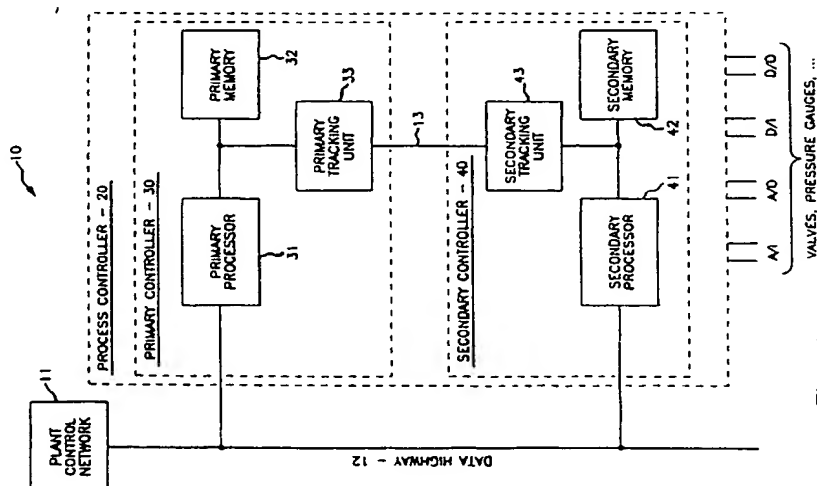 10
11
PLANT
CONTROL
NETWORK
DATA HIGHWAY - 12
PROCESS CONTROLLER - 20
PRIMARY CONTROLLER - 30
PRIMARY
PROCESSOR
31
PRIMARY
MEMORY
32
PRIMARY
TRACKING
UNIT
33
13
SECONDARY CONTROLLER - 40
SECONDARY
TRACKING
UNIT
43
SECONDARY
PROCESSOR
41
SECONDARY
MEMORY
42
A/I
A/O
D/I
D/O
VALVES, PRESSURE GAUGES, ...